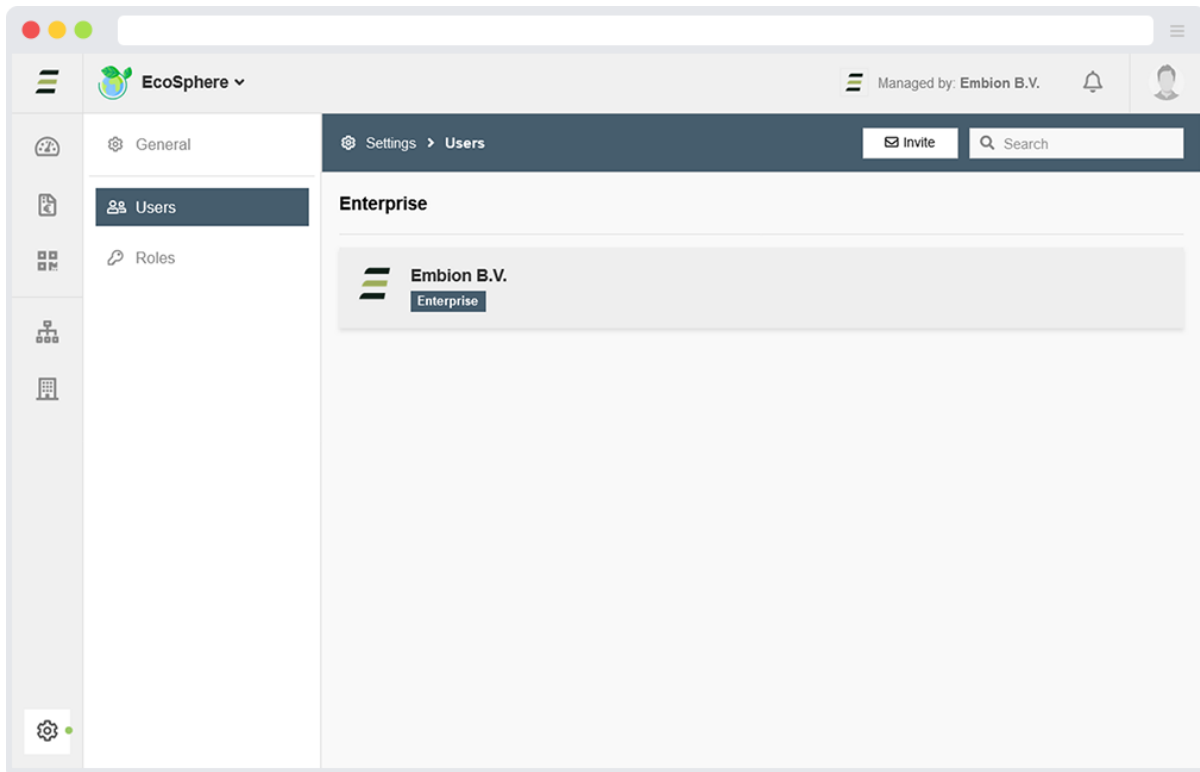 EcoSphere
Managed by: Embion B.V.
General
Users
Roles
Settings > Users
Invite
Search
Enterprise
Embion B.V.
Enterprise